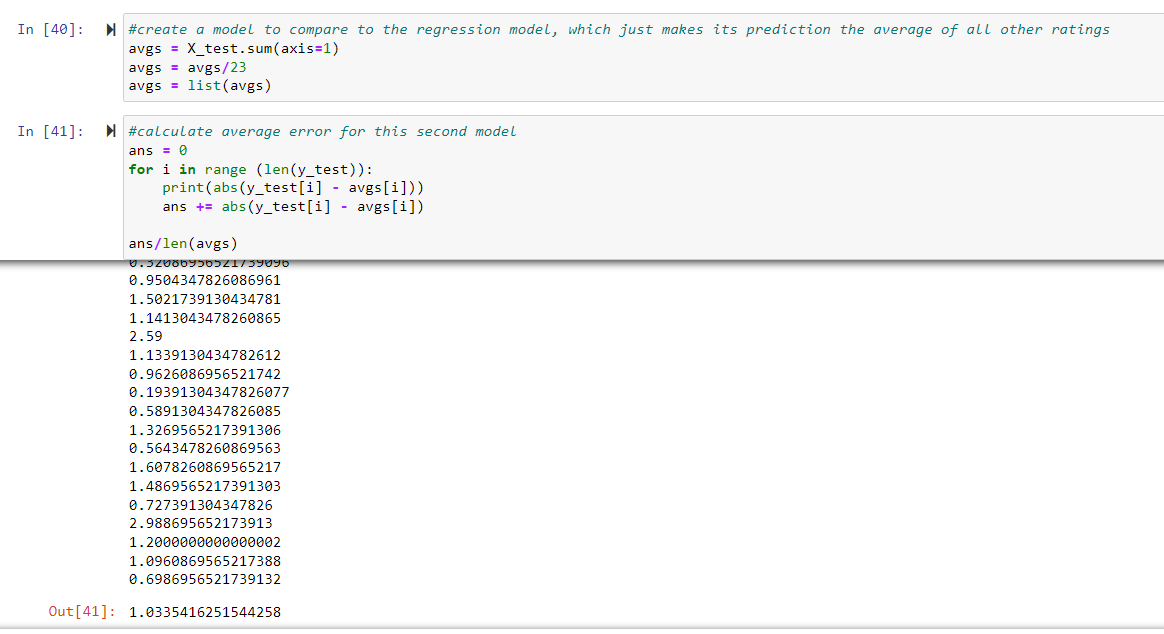 In [40]:
#create a model to compare to the regression model, which just makes its prediction the average of all other ratings
avgs = X_test.sum(axis=1)
avgs = avgs/23
avgs = list(avgs)
In [41]:
#calculate average error for this second model
ans = 0
for i in range (len(y_test)):
    print(abs(y_test[i] - avgs[i]))
    ans += abs(y_test[i] - avgs[i])
ans/len(avgs)
0.32086956521739096
0.9504347826086961
1.5021739130434781
1.1413043478260865
2.59
1.1339130434782612
0.9626086956521742
0.19391304347826077
0.5891304347826085
1.3269565217391306
0.5643478260869563
1.6078260869565217
1.4869565217391303
0.727391304347826
2.988695652173913
1.2000000000000002
1.0960869565217388
0.6986956521739132
Out[41]: 1.0335416251544258